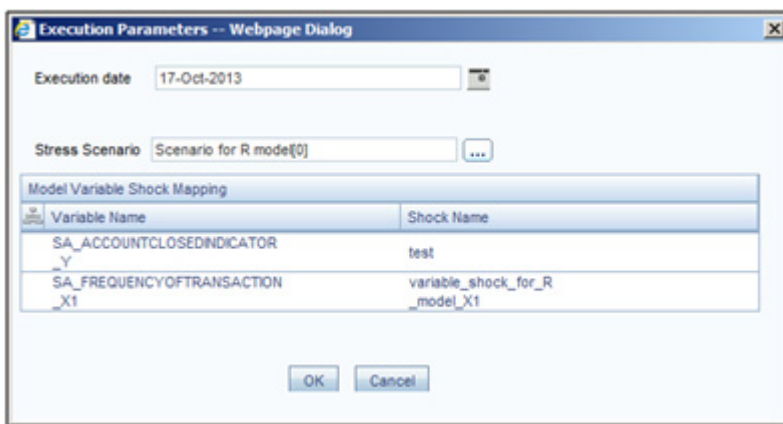 Execution Parameters -- Webpage Dialog
Execution date 17-Oct-2013
Stress Scenario Scenario for R model[0] ...
Model Variable Shock Mapping
Variable Name Shock Name
SA_ACCOUNTCLOSEDINDICATOR
_Y test
SA_FREQUENCYOFTRANSACTION variable_shock_for_R
_X1 _model_X1
OK Cancel